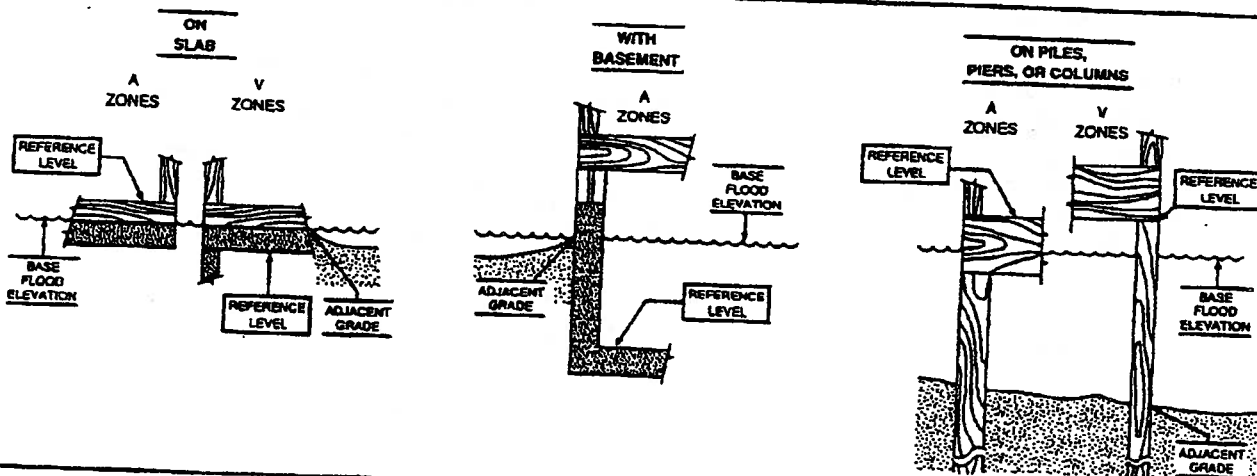 ON
SLAB
A
ZONES
V
ZONES
REFERENCE
LEVEL
BASE
FLOOD
ELEVATION
REFERENCE
LEVEL
ADJACENT
GRADE
WITH
BASEMENT
A
ZONES
BASE
FLOOD
ELEVATION
ADJACENT
GRADE
REFERENCE
LEVEL
ON PILES,
PIERS, OR COLUMNS
A
ZONES
V
ZONES
REFERENCE
LEVEL
REFERENCE
LEVEL
BASE
FLOOD
ELEVATION
ADJACENT
GRADE